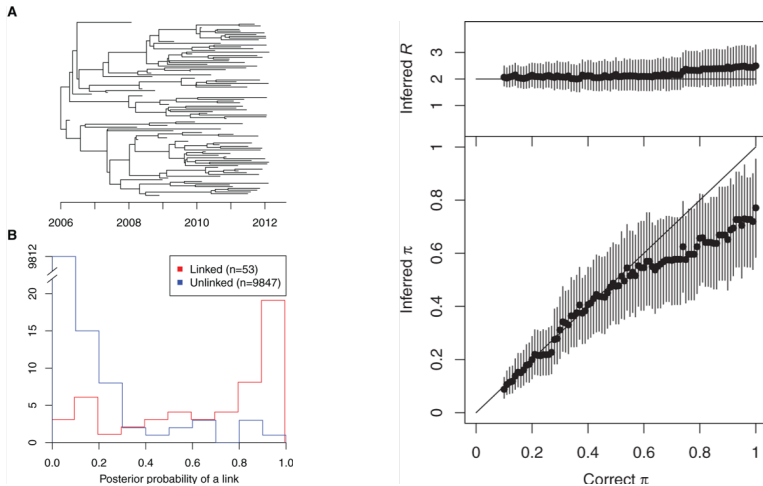 A
2006 2008 2010 2012
B
9812
20
15
10
5
0
Linked (n=53)
Unlinked (n=9847)
0.0 0.2 0.4 0.6 0.8 1.0
Posterior probability of a link
Inferred R
3
2
1
Inferred π
1
0.8
0.6
0.4
0.2
0
0 0.2 0.4 0.6 0.8 1
Correct π